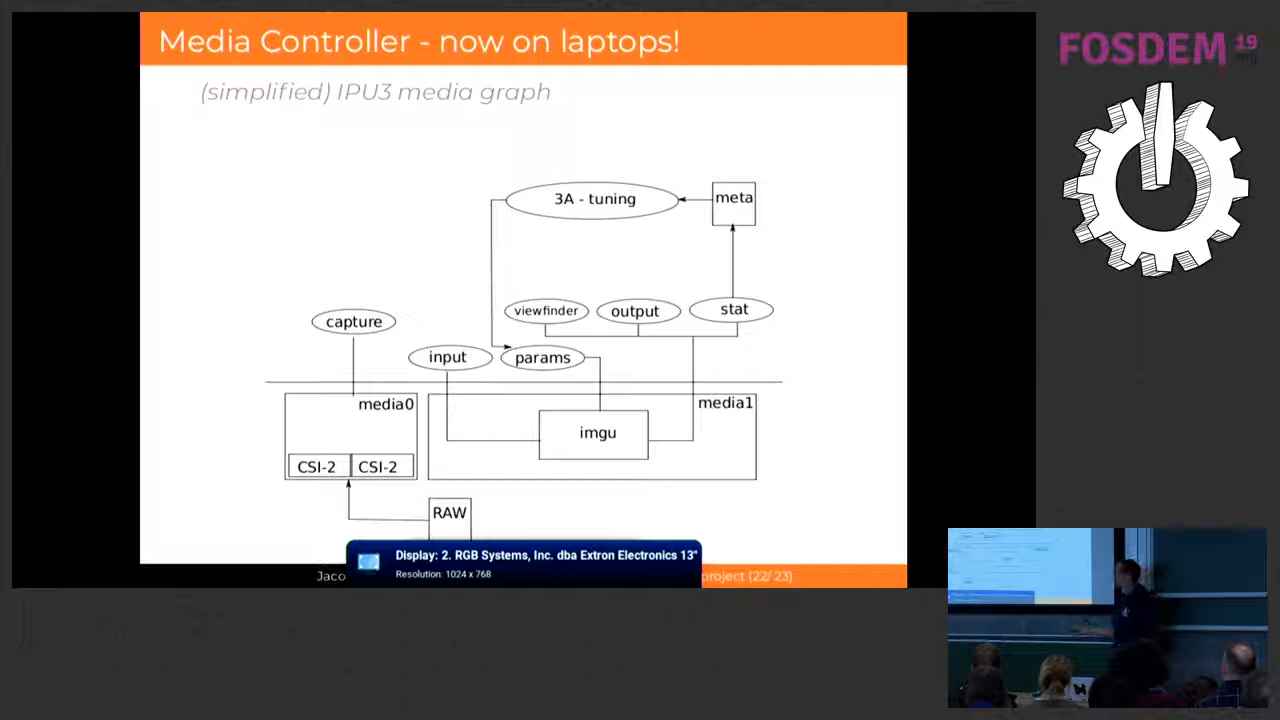 Media Controller - now on laptops!
(simplified) IPU3 media graph
3A - tuning
meta
viewfinder
output
stat
capture
input
params
media0
media1
imgu
CSI-2
CSI-2
RAW
Display: 2. RGB Systems, Inc. dba Extron Electronics 13"
Resolution: 1024 x 768
Jaco
project (22/ 23)
FOSDEM 19